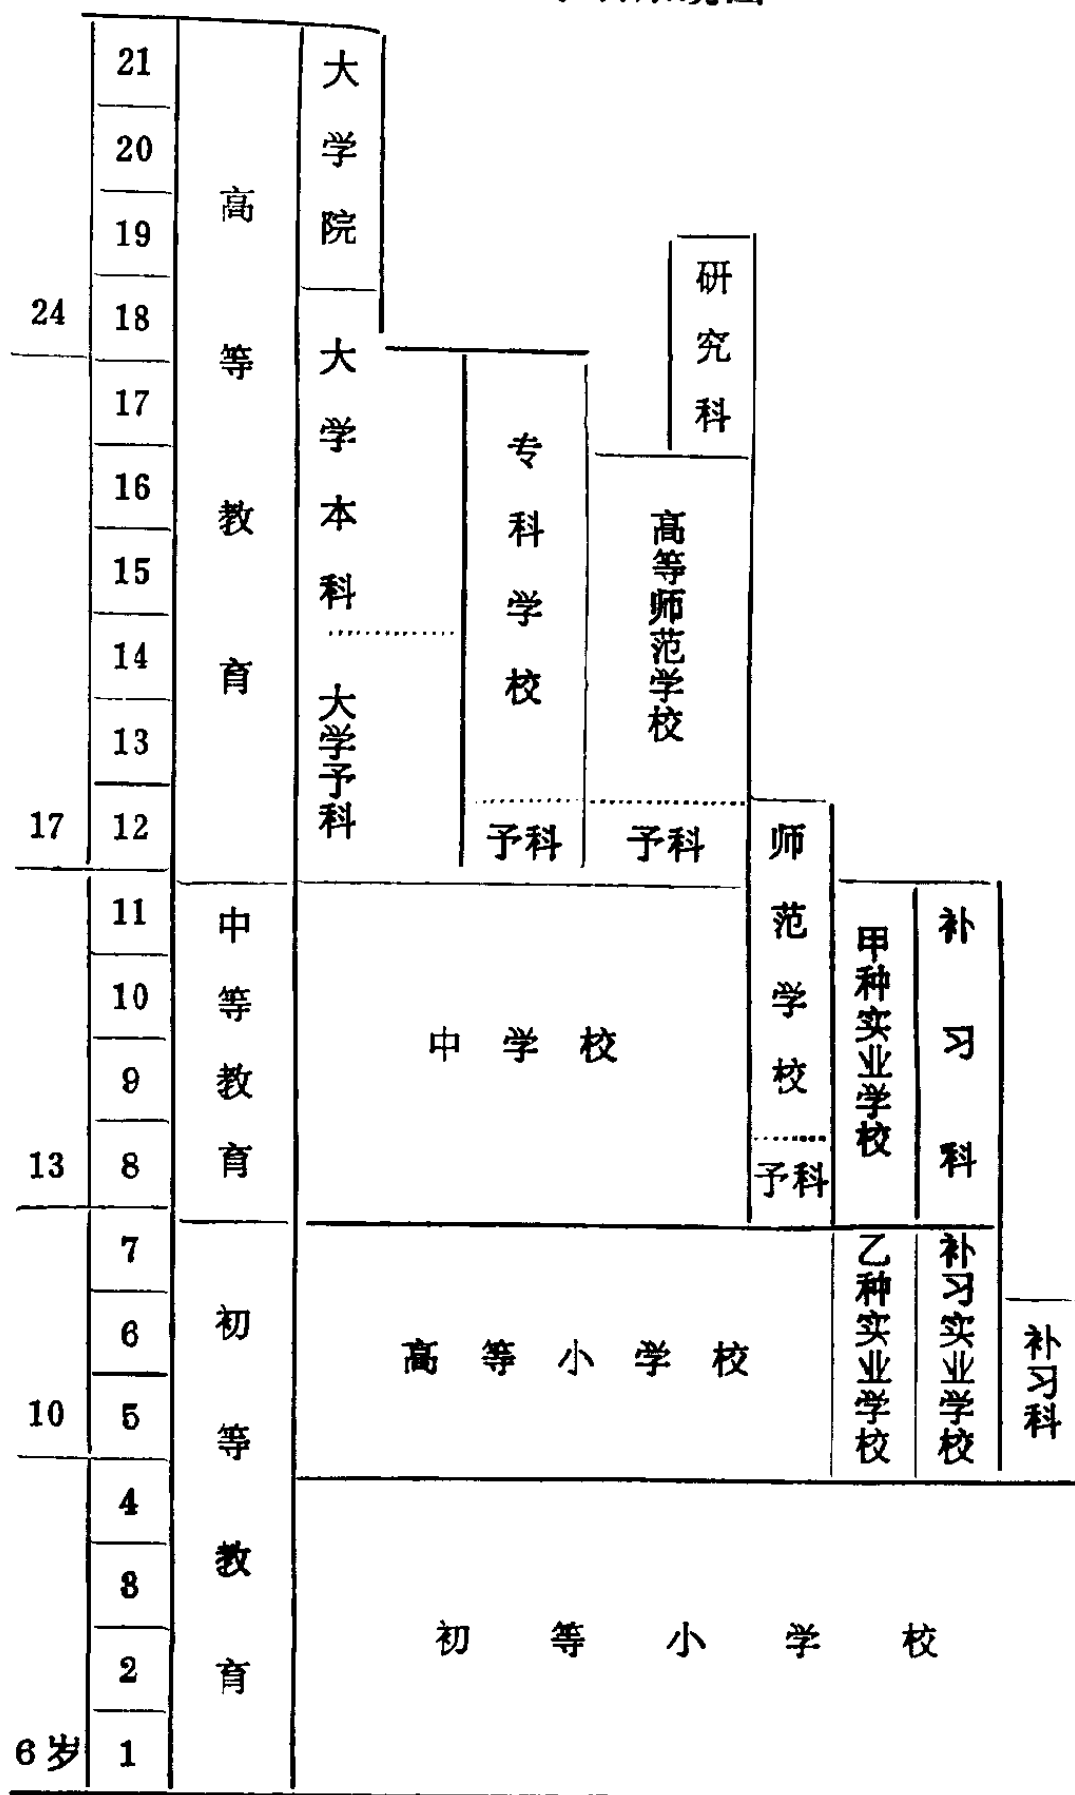 统图
21
20
19
18
17
16
15
14
13
12
11
10
9
8
7
6
5
4
3
2
1
24
17
13
10
6岁
高等教育
中等教育
初等教育
大学院
大学本科
大学予科
专科学校
予科
研究科
高等师范学校
予科
师范学校
予科
中学校
甲种实业学校
补习科
高等小学校
乙种实业学校
补习实业学校
补习科
初等小学校